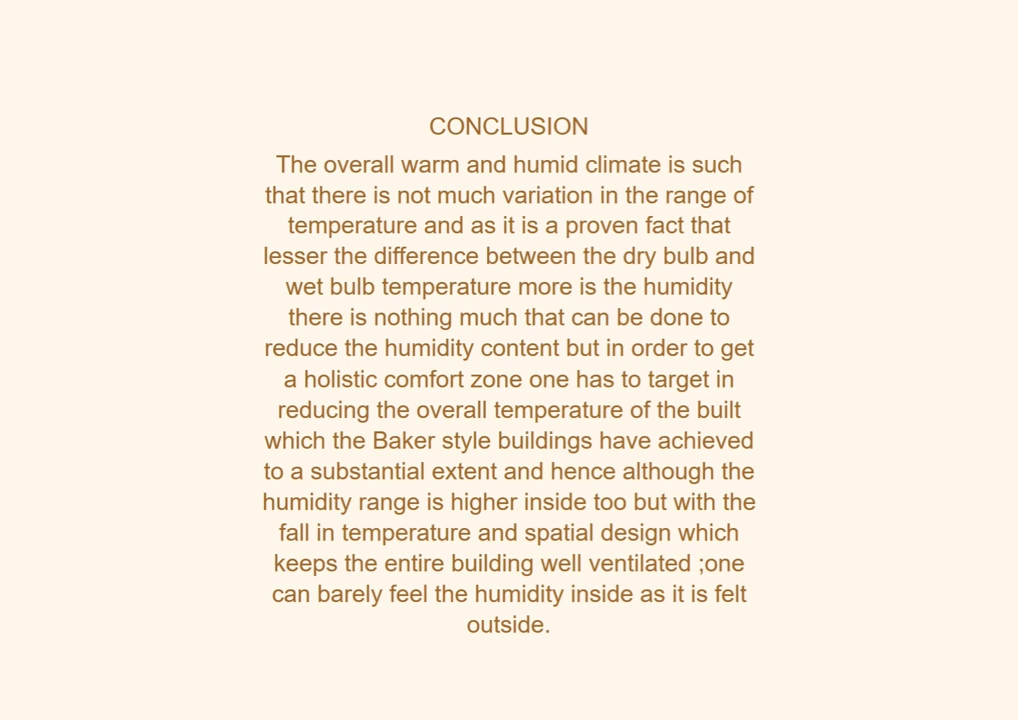 CONCLUSION
The overall warm and humid climate is such
that there is not much variation in the range of
temperature and as it is a proven fact that
lesser the difference between the dry bulb and
wet bulb temperature more is the humidity
there is nothing much that can be done to
reduce the humidity content but in order to get
a holistic comfort zone one has to target in
reducing the overall temperature of the built
which the Baker style buildings have achieved
to a substantial extent and hence although the
humidity range is higher inside too but with the
fall in temperature and spatial design which
keeps the entire building well ventilated ;one
can barely feel the humidity inside as it is felt
outside.